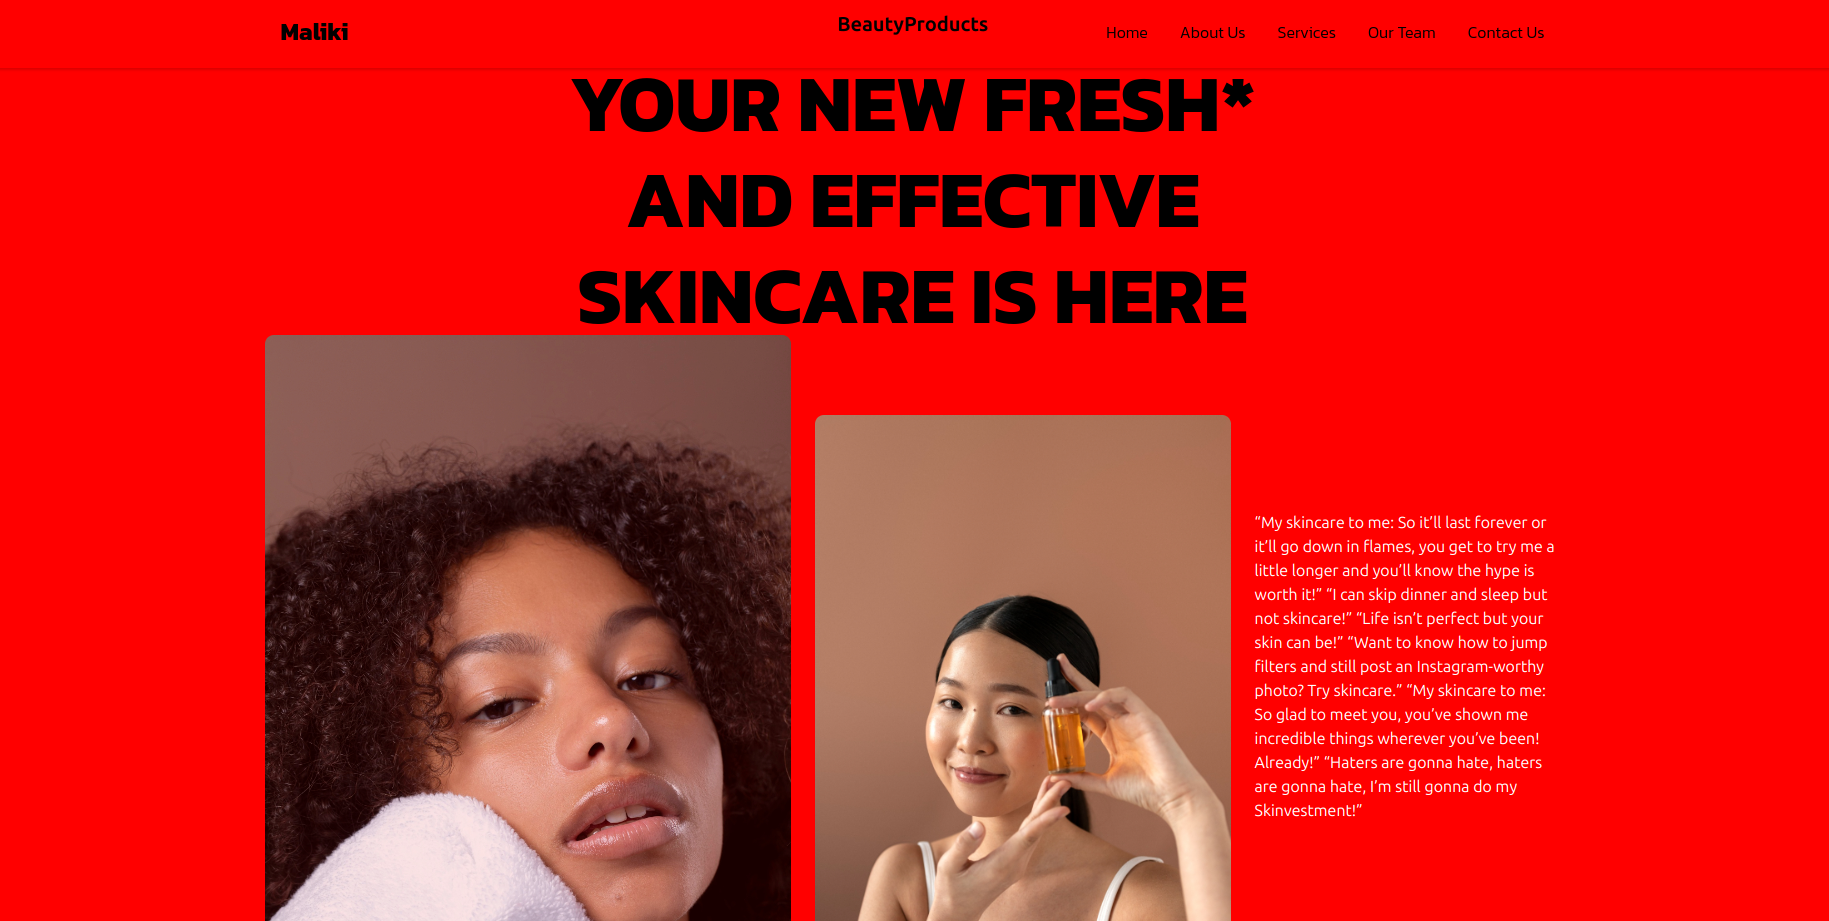 Maliki
BeautyProducts
Home
About Us
Services
Our Team
Contact Us
YOUR NEW FRESH*
AND EFFECTIVE
SKINCARE IS HERE
“My skincare to me: So it’ll last forever or
it’ll go down in flames, you get to try me a
little longer and you’ll know the hype is
worth it!” “I can skip dinner and sleep but
not skincare!” “Life isn’t perfect but your
skin can be!” “Want to know how to jump
filters and still post an Instagram-worthy
photo? Try skincare.” “My skincare to me:
So glad to meet you, you’ve shown me
incredible things wherever you’ve been!
Already!” “Haters are gonna hate, haters
are gonna hate, I’m still gonna do my
Skinvestment!”